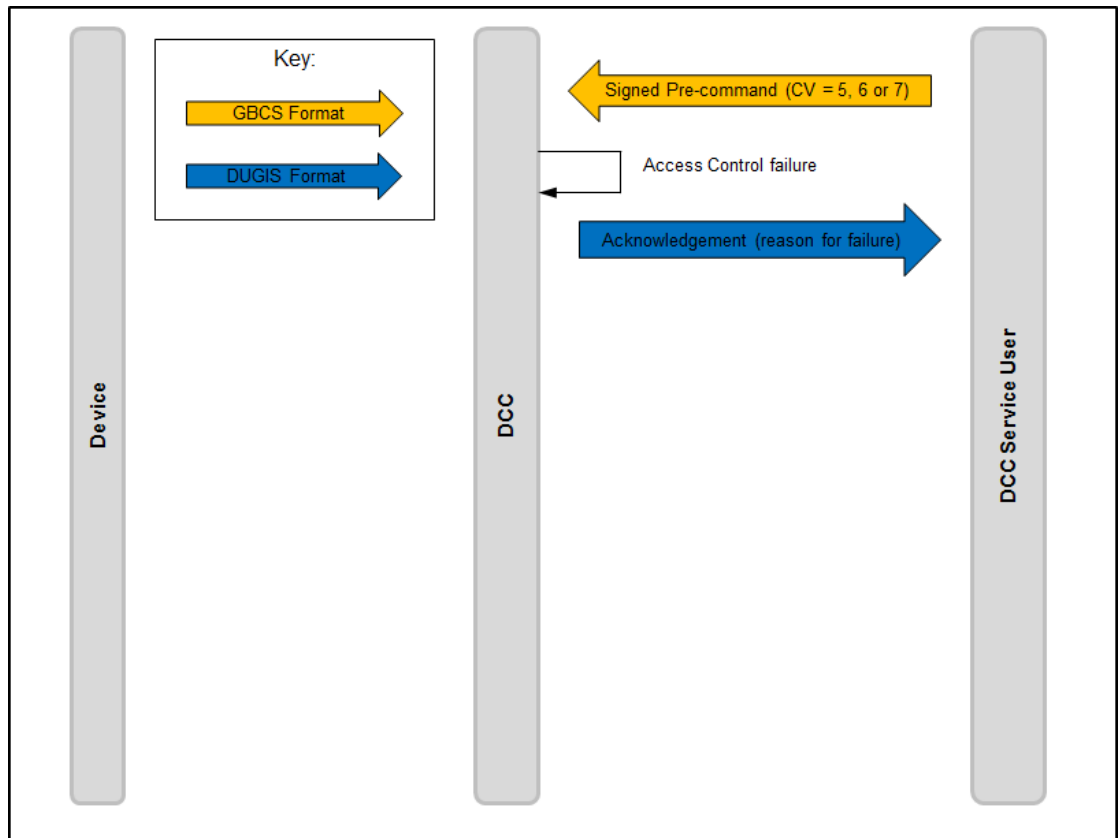 Key:
GBCS Format
DUGIS Format
Signed Pre-command (CV = 5, 6 or 7)
Access Control failure
Acknowledgement (reason for failure)
Device
DCC
DCC Service User